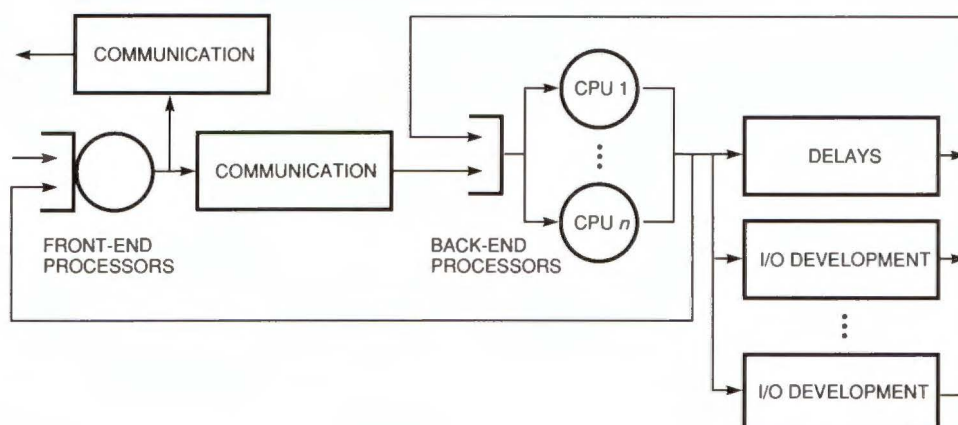 COMMUNICATION
CPU 1
COMMUNICATION
DELAYS
FRONT-END
PROCESSORS
BACK-END
PROCESSORS
CPU n
I/O DEVELOPMENT
I/O DEVELOPMENT